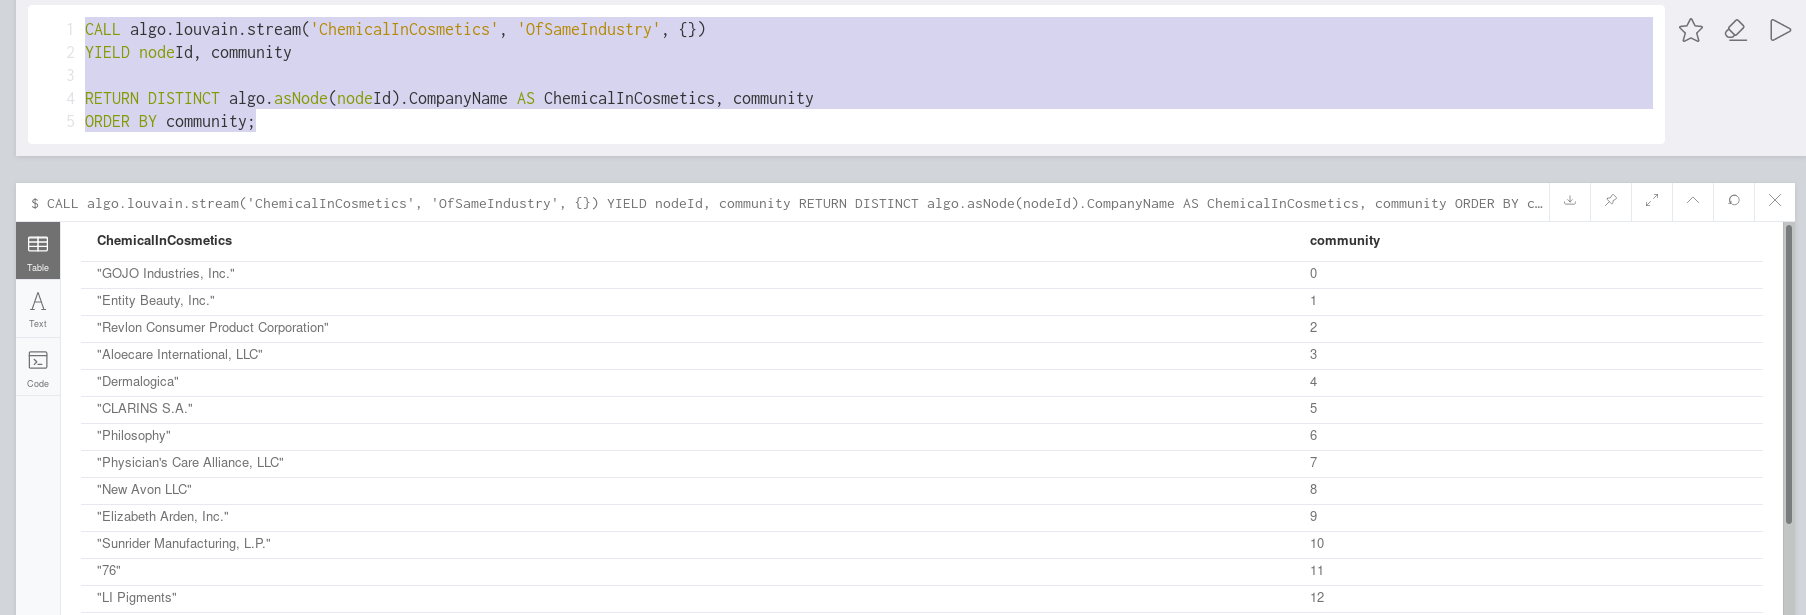 1 CALL algo.louvain.stream('ChemicalInCosmetics', 'OfSameIndustry', {})
2 YIELD nodeId, community
3
4 RETURN DISTINCT algo.asNode(nodeId).CompanyName AS ChemicalInCosmetics, community
5 ORDER BY community;
$ CALL algo.louvain.stream('ChemicalInCosmetics', 'OfSameIndustry', {}) YIELD nodeId, community RETURN DISTINCT algo.asNode(nodeId).CompanyName AS ChemicalInCosmetics, community ORDER BY c…
Table
A
Text
Code
ChemicalInCosmetics community
"GOJO Industries, Inc." 0
"Entity Beauty, Inc." 1
"Revlon Consumer Product Corporation" 2
"Aloecare International, LLC" 3
"Dermalogica" 4
"CLARINS S.A." 5
"Philosophy" 6
"Physician's Care Alliance, LLC" 7
"New Avon LLC" 8
"Elizabeth Arden, Inc." 9
"Sunrider Manufacturing, L.P." 10
"76" 11
"LI Pigments" 12